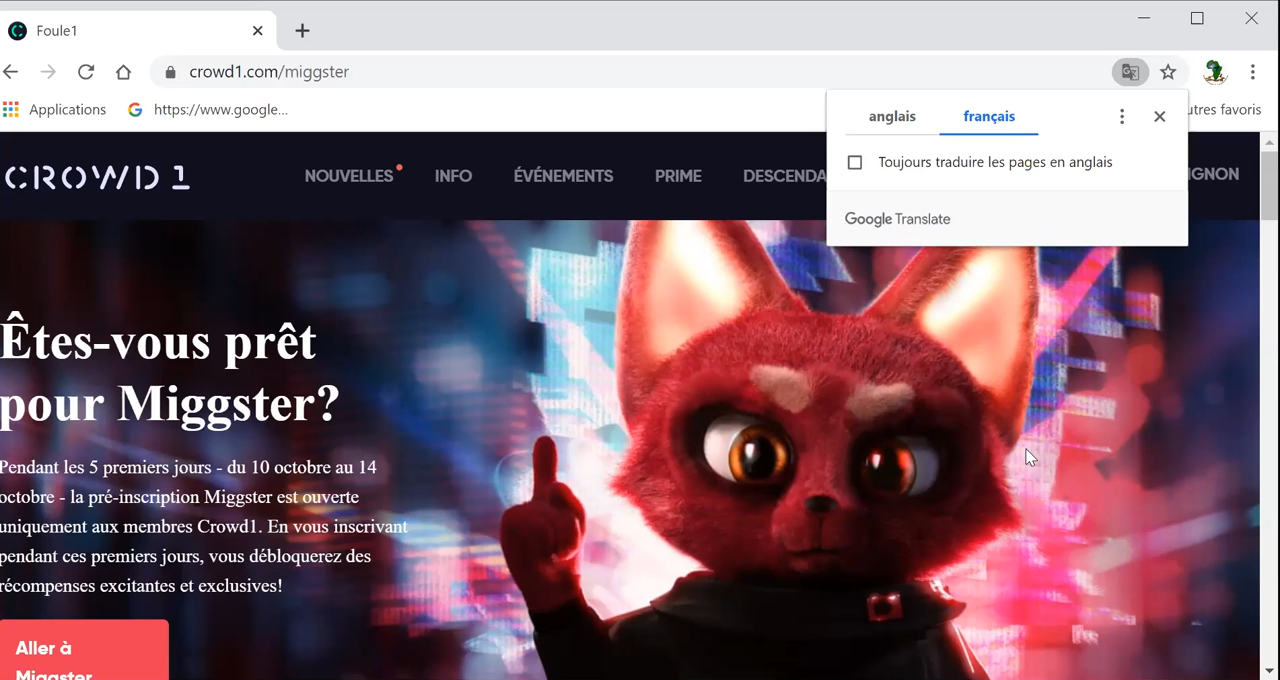 Foule1
crowd1.com/miggster
Applications
https://www.google...
utres favoris
anglais
français
Toujours traduire les pages en anglais
Google Translate
CROWD1
NOUVELLES
INFO
ÉVÉNEMENTS
PRIME
DESCENDA
IGNON
Êtes-vous prêt
pour Miggster?
Pendant les 5 premiers jours - du 10 octobre au 14
octobre - la pré-inscription Miggster est ouverte
uniquement aux membres Crowd1. En vous inscrivant
pendant ces premiers jours, vous débloquerez des
récompenses excitantes et exclusives!
Aller à
Miggster